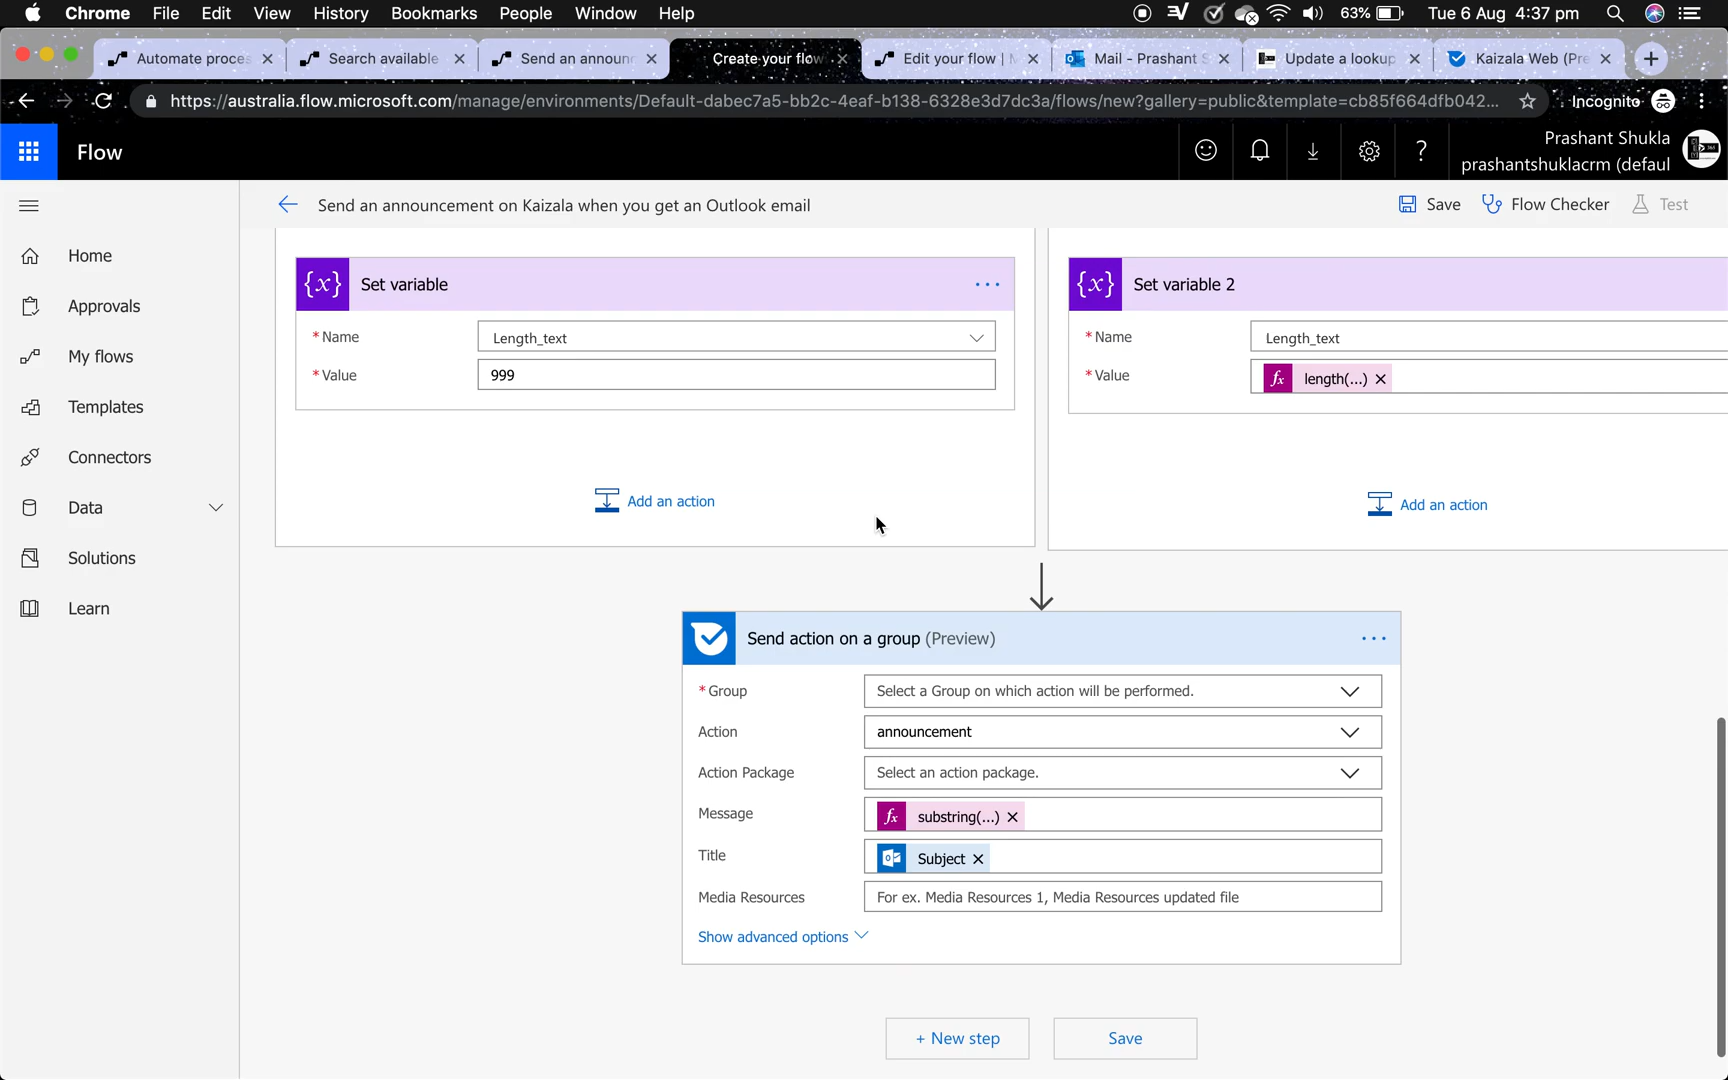 Chrome File Edit View History Bookmarks People Window Help 63% Tue 6 Aug 4:37 pm
Automate proces Search available Send an announ Create your flow Edit your flow | M Mail - Prashant S Update a lookup Kaizala Web (Pre
https://australia.flow.microsoft.com/manage/environments/Default-dabec7a5-bb2c-4eaf-b138-6328e3d7dc3a/flows/new?gallery=public&template=cb85f664dfb042... Incognito
Flow
Prashant Shukla
prashantshuklacrm (defaul
Send an announcement on Kaizala when you get an Outlook email
Save Flow Checker Test
Home
Approvals
My flows
Templates
Connectors
Data
Solutions
Learn
{x} Set variable ...
* Name Length_text
* Value 999
Add an action
{x} Set variable 2
* Name Length_text
* Value fx length(...) ×
Add an action
Send action on a group (Preview) ...
* Group Select a Group on which action will be performed.
Action announcement
Action Package Select an action package.
Message fx substring(...) ×
Title Subject ×
Media Resources For ex. Media Resources 1, Media Resources updated file
Show advanced options
+ New step Save